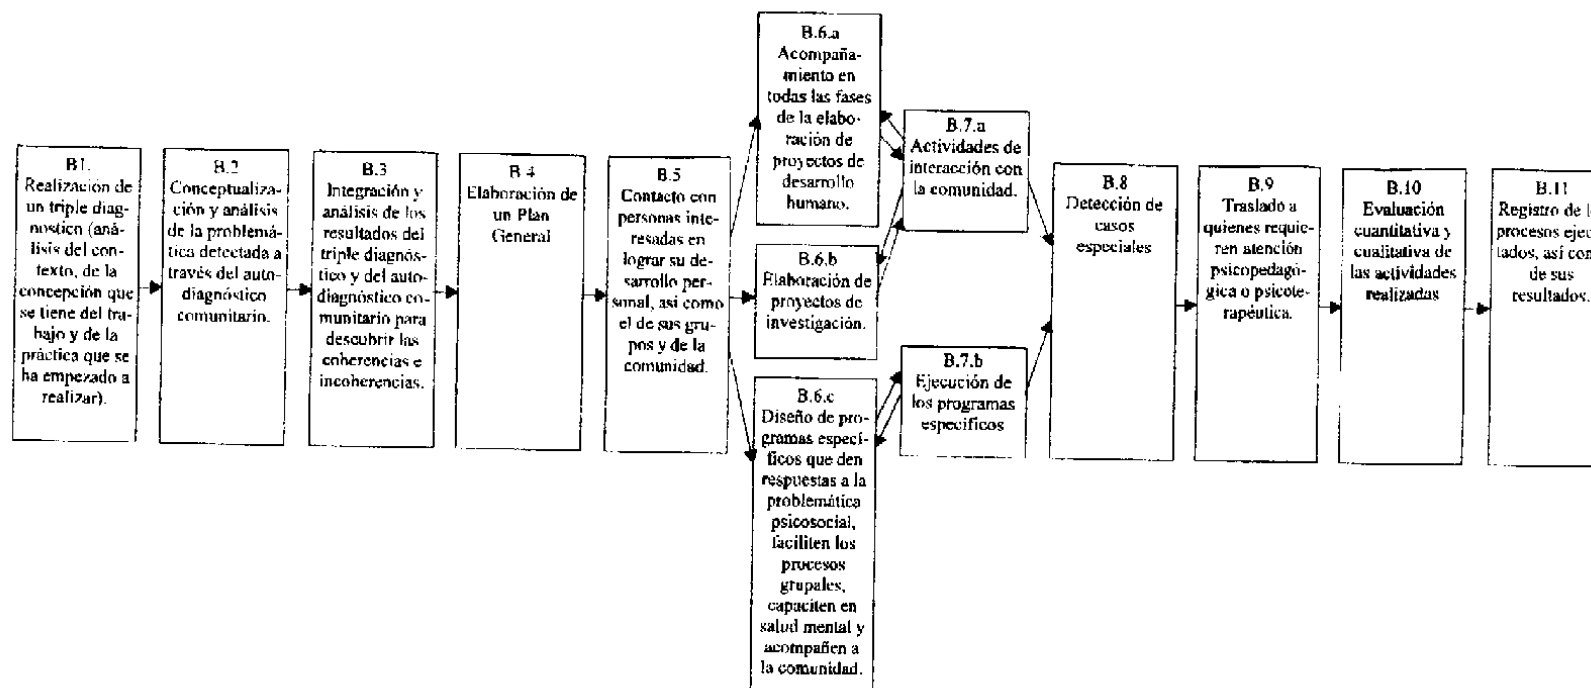 B1.
Realización de
un triple diag-
nostico (aná-
lisis del con-
texto, de la
concepción que
se tiene del tra-
bajo y de la
práctica que se
ha empezado a
realizar).
B.2
Conceptualiza-
ción y análisis
de la problemá-
tica detectada a
través del auto-
diagnóstico
comunitario.
B.3
Integración y
análisis de los
resultados del
triple diagnós-
tico y del auto-
diagnóstico co-
munitario para
descubrir las
coherencias e
incoherencias.
B.4
Elaboración de
un Plan
General
B.5
Contacto con
personas inte-
resadas en
lograr su de-
sarrollo per-
sonal, así como
el de sus gru-
pos y de la
comunidad.
B.6.a
Acompaña-
miento en
todas las fases
de la elabo-
ración de
proyectos de
desarrollo
humano.
B.6.b
Elaboración de
proyectos de
investigación.
B.6.c
Diseño de pro-
gramas especí-
ficos que den
respuestas a la
problemática
psicosocial,
faciliten los
procesos
grupales,
capaciten en
salud mental y
acompañen a
la comunidad.
B.7.a
Actividades de
interacción con
la comunidad.
B.7.b
Ejecución de
los programas
específicos
B.8
Detección de
casos
especiales
B.9
Traslado a
quienes requie-
ren atención
psicopedagó-
gica o psicote-
rapéutica.
B.10
Evaluación
cuantitativa y
cualitativa de
las actividades
realizadas
B.11
Registro de l
procesos ejec
tados, así con
de sus
resultados.